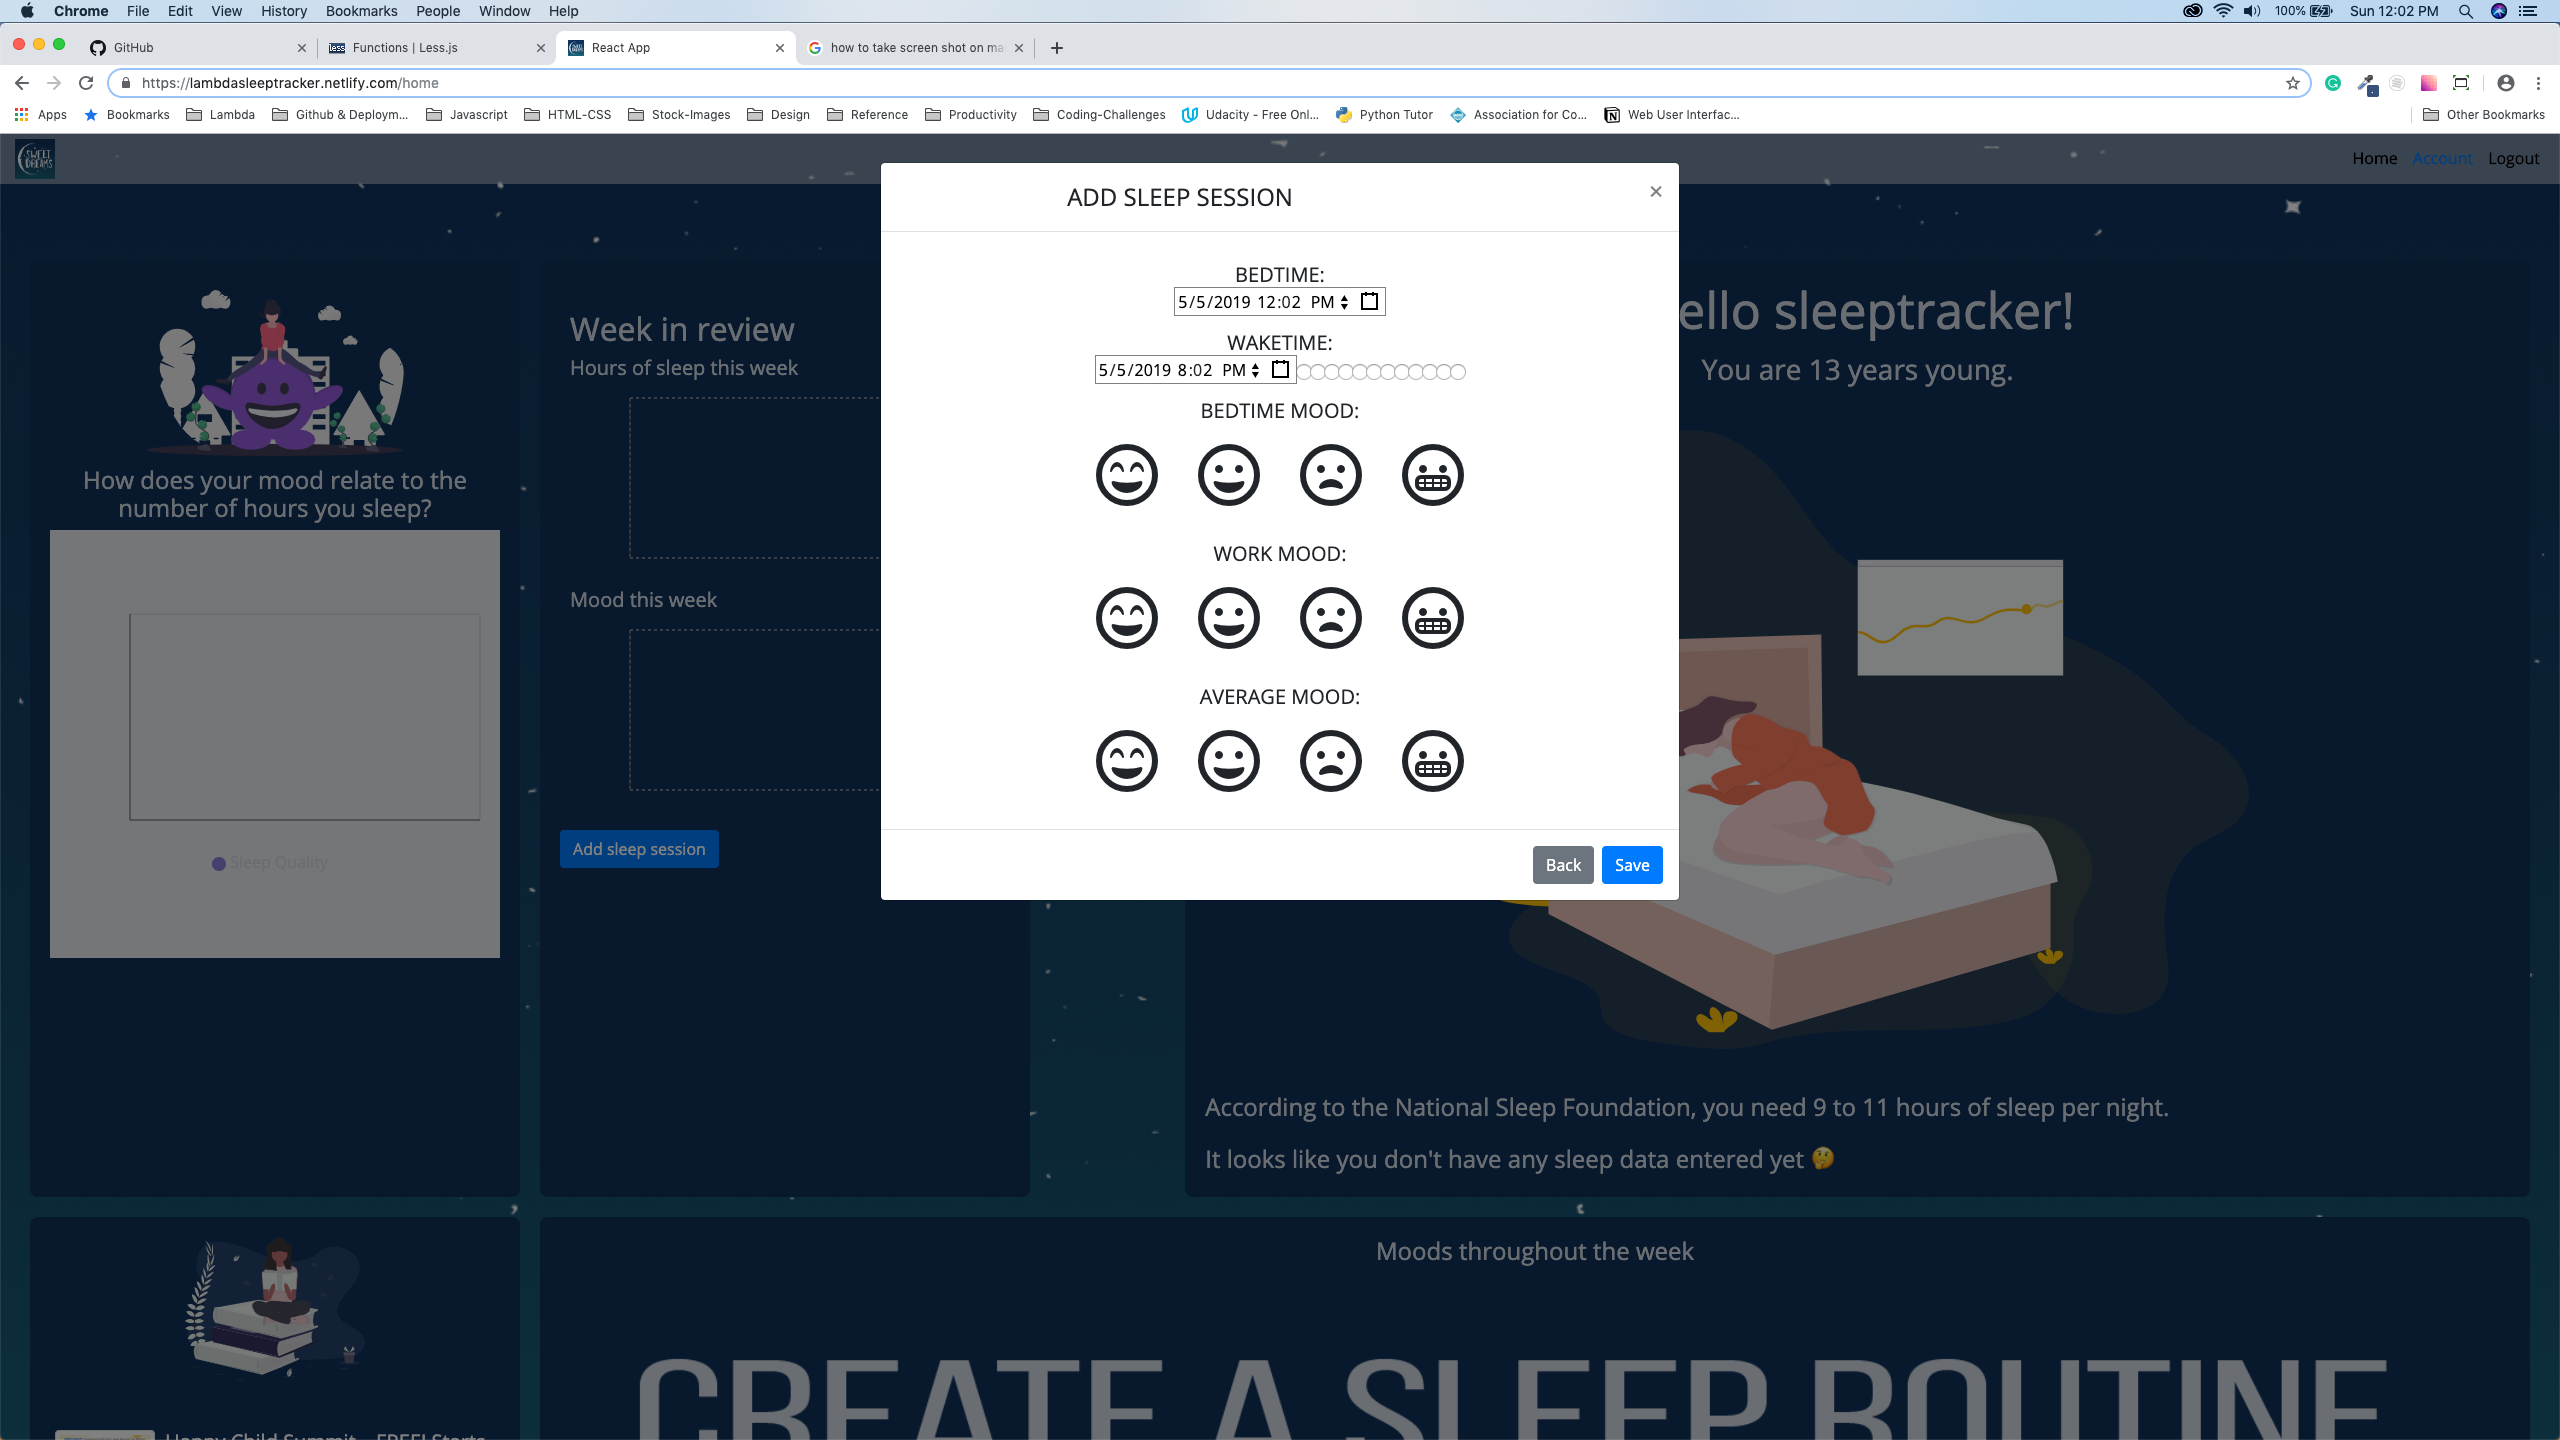 Chrome File Edit View History Bookmarks People Window Help 100% Sun 12:02 PM
GitHub Functions | Less.js React App how to take screen shot on ma
https://lambdasleeptracker.netlify.com/home
Apps Bookmarks Lambda Github & Deploym... Javascript HTML-CSS Stock-Images Design Reference Productivity Coding-Challenges Udacity - Free Onl... Python Tutor Association for Co... Web User Interfac... Other Bookmarks
SWEET
DREAMS
Home Account Logout
ADD SLEEP SESSION ×
BEDTIME:
5/5/2019 12:02 PM
WAKETIME:
5/5/2019 8:02 PM
BEDTIME MOOD:
WORK MOOD:
AVERAGE MOOD:
Back Save
How does your mood relate to the
number of hours you sleep?
Sleep Quality
Week in review
Hours of sleep this week
Mood this week
Add sleep session
ello sleeptracker!
You are 13 years young.
According to the National Sleep Foundation, you need 9 to 11 hours of sleep per night.
It looks like you don't have any sleep data entered yet 🤔
Moods throughout the week
CREATE A SLEEP ROUTINE
Happy Child Summit – FREE! Starts